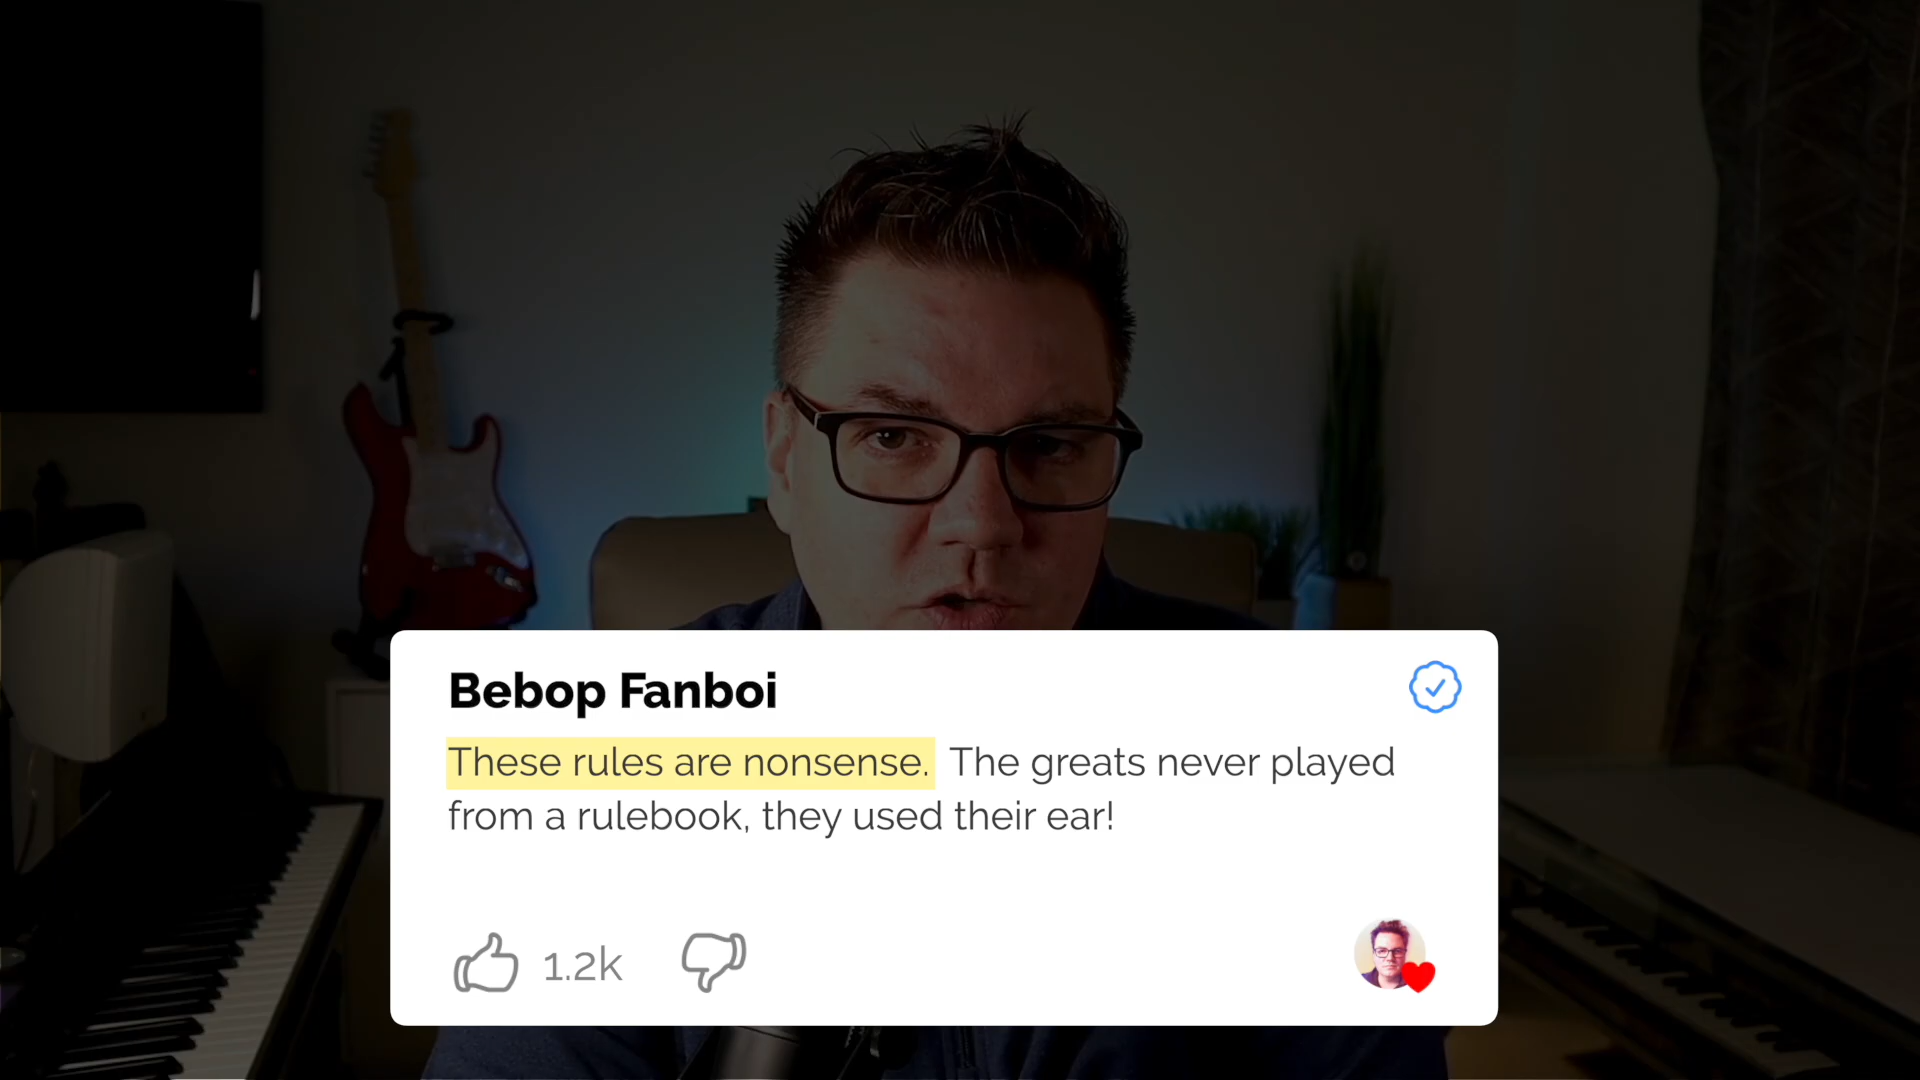 Bebop Fanboi
These rules are nonsense. The greats never played
from a rulebook, they used their ear!
1.2k